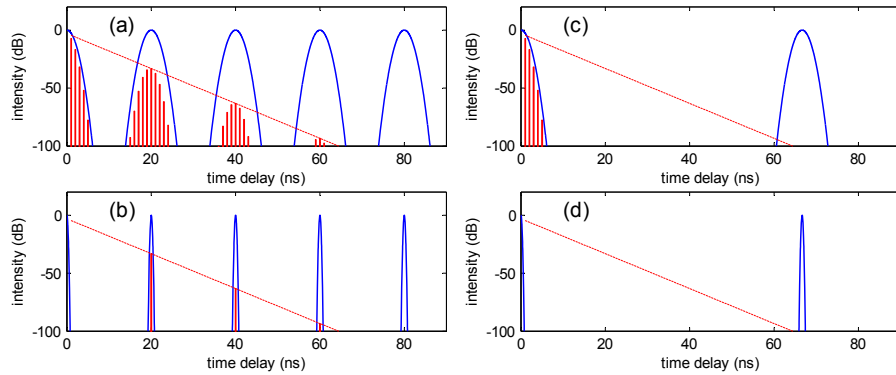 (a)
intensity (dB)
0
-50
-100
0 20 40 60 80
time delay (ns)
(c)
intensity (dB)
0
-50
-100
0 20 40 60 80
time delay (ns)
(b)
intensity (dB)
0
-50
-100
0 20 40 60 80
time delay (ns)
(d)
intensity (dB)
0
-50
-100
0 20 40 60 80
time delay (ns)